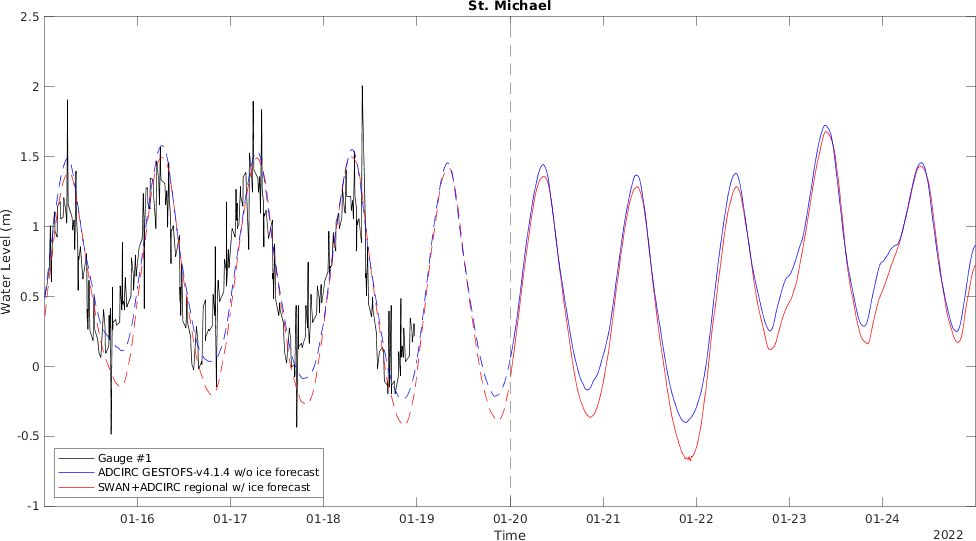 St. Michael
2.5
2
1.5
1
0.5
0
-0.5
-1
Water Level (m)
Gauge #1
ADCIRC GESTOFS-v4.1.4 w/o ice forecast
SWAN+ADCIRC regional w/ ice forecast
01-16 01-17 01-18 01-19 01-20 01-21 01-22 01-23 01-24
Time
2022